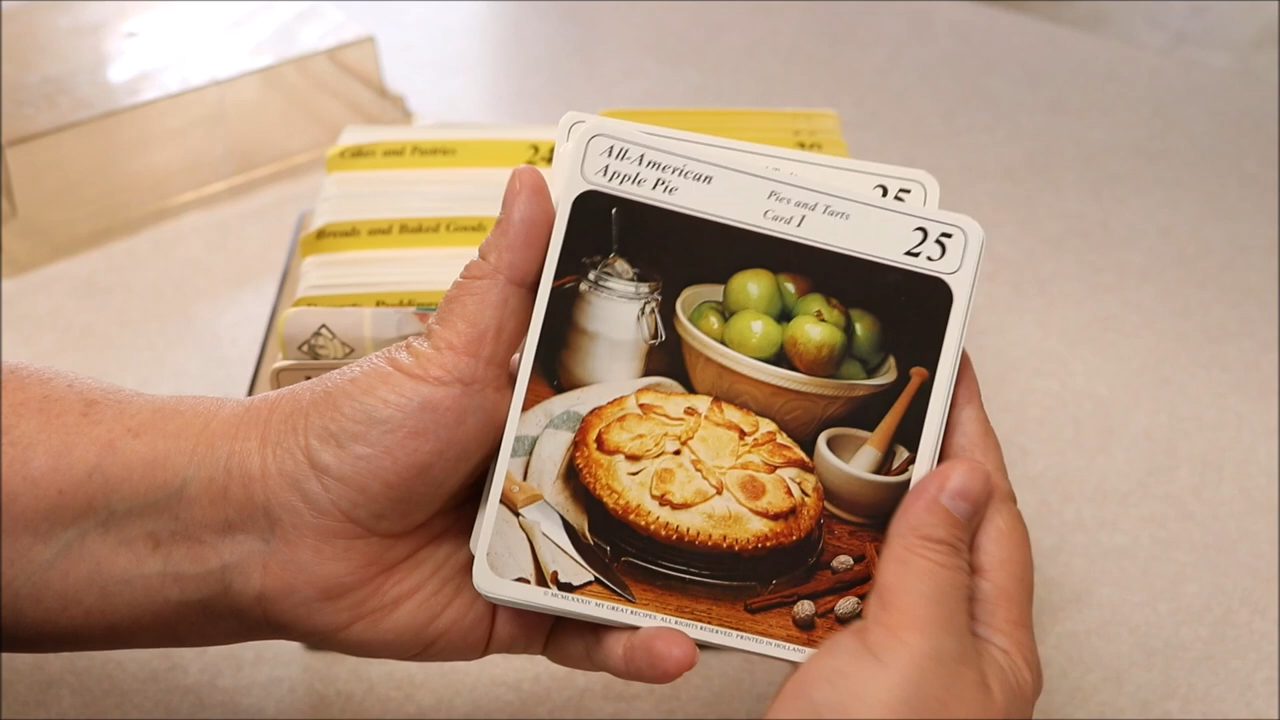 Cakes and Pastries 24
Breads and Baked Goods
25
All-American
Apple Pie
Pies and Tarts
Card 1
25
© MCMLXXXIV MY GREAT RECIPES. ALL RIGHTS RESERVED. PRINTED IN HOLLAND